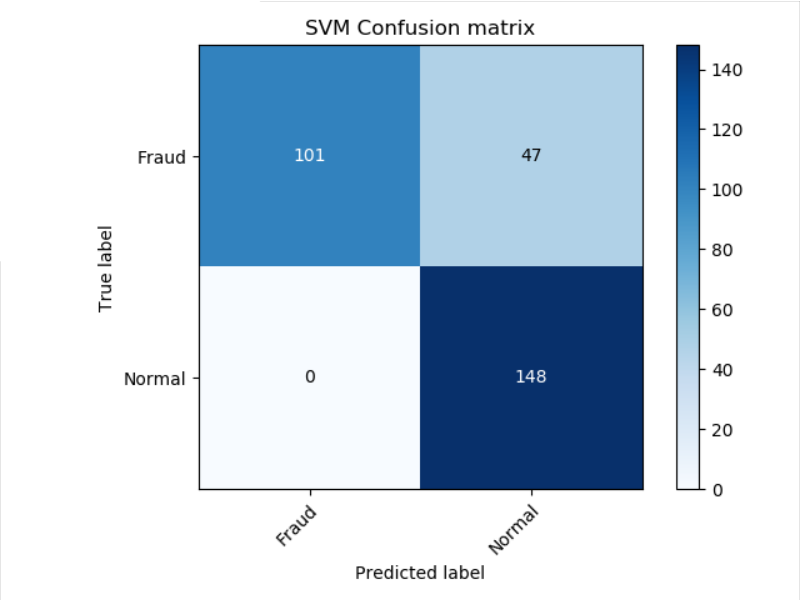 SVM Confusion matrix
Fraud
101
47
Normal
0
148
Fraud
Normal
Predicted label
True label
140
120
100
80
60
40
20
0